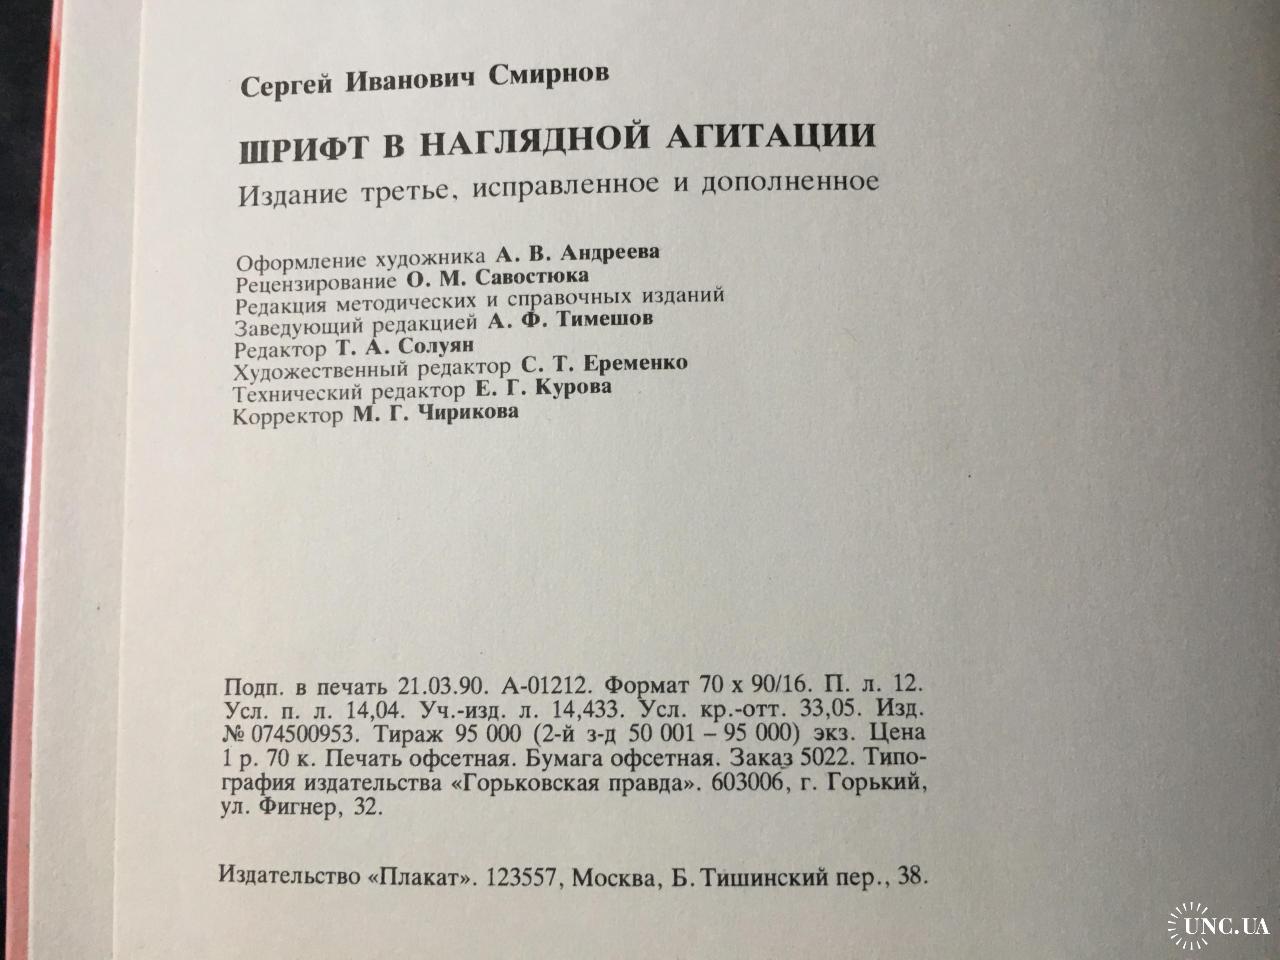 Сергей Иванович Смирнов
ШРИФТ В НАГЛЯДНОЙ АГИТАЦИИ
Издание третье, исправленное и дополненное
Оформление художника А. В. Андреева
Рецензирование О. М. Савостюка
Редакция методических и справочных изданий
Заведующий редакцией А. Ф. Тимешов
Редактор Т. А. Солуян
Художественный редактор С. Т. Еременко
Технический редактор Е. Г. Курова
Корректор М. Г. Чирикова
Подп. в печать 21.03.90. А-01212. Формат 70 х 90/16. П. л. 12.
Усл. п. л. 14,04. Уч.-изд. л. 14,433. Усл. кр.-отт. 33,05. Изд.
№ 074500953. Тираж 95 000 (2-й з-д 50 001 – 95 000) экз. Цена
1 р. 70 к. Печать офсетная. Бумага офсетная. Заказ 5022. Типо-
графия издательства «Горьковская правда». 603006, г. Горький,
ул. Фигнер, 32.
Издательство «Плакат». 123557, Москва, Б. Тишинский пер., 38.
UNC.UA